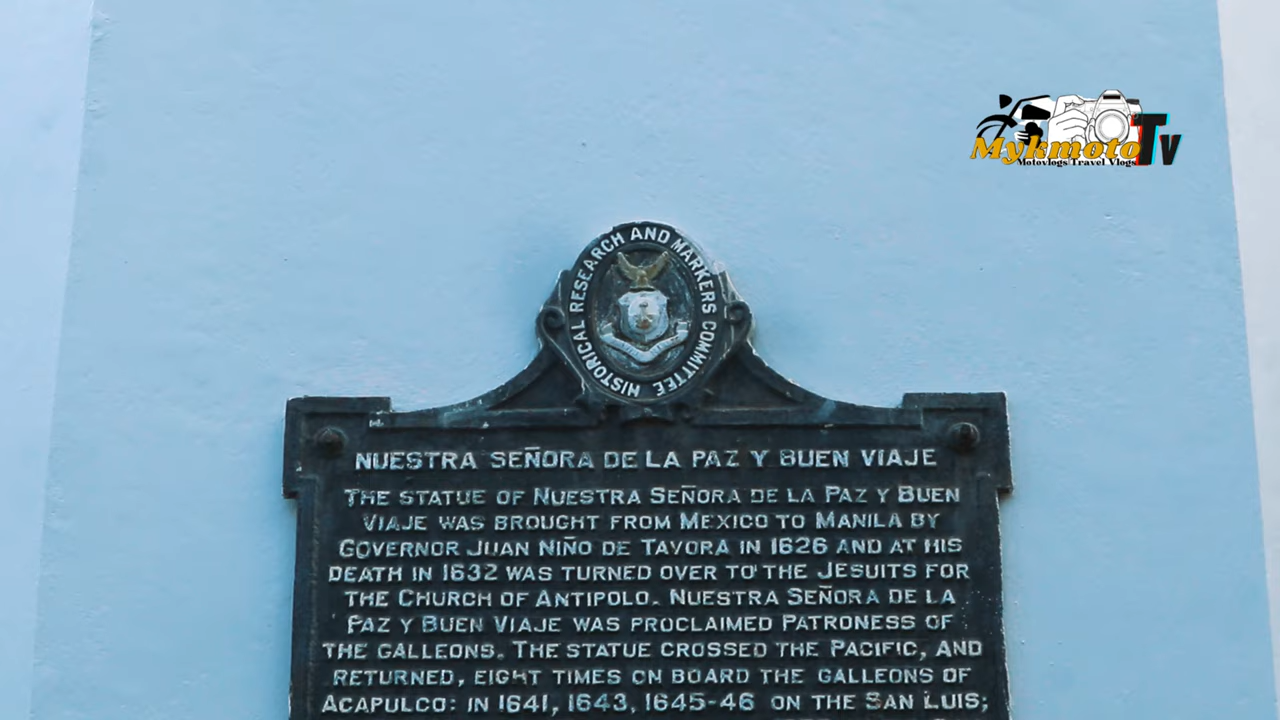 Mykmoto Tv
Motovlogs Travel Vlogs
HISTORICAL RESEARCH AND MARKERS COMMITTEE
NUESTRA SEÑORA DE LA PAZ Y BUEN VIAJE
THE STATUE OF NUESTRA SEÑORA DE LA PAZ Y BUEN
VIAJE WAS BROUGHT FROM MEXICO TO MANILA BY
GOVERNOR JUAN NIÑO DE TAVORA IN 1626 AND AT HIS
DEATH IN 1632 WAS TURNED OVER TO THE JESUITS FOR
THE CHURCH OF ANTIPOLO. NUESTRA SEÑORA DE LA
PAZ Y BUEN VIAJE WAS PROCLAIMED PATRONESS OF
THE GALLEONS. THE STATUE CROSSED THE PACIFIC, AND
RETURNED, EIGHT TIMES ON BOARD THE GALLEONS OF
ACAPULCO: IN 1641, 1643, 1645-46 ON THE SAN LUIS;